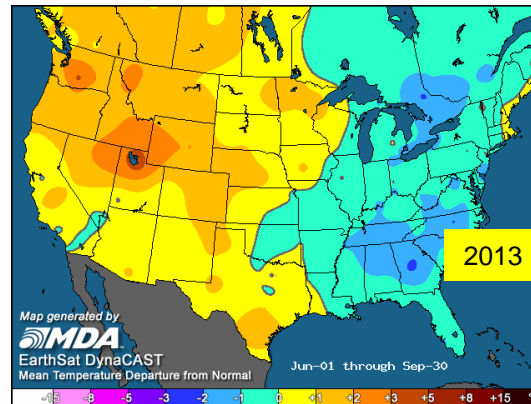 2013
Map generated by
MDA
EarthSat DynaCAST
Mean Temperature Departure from Normal
Jun-01 through Sep-30
-15 -8 -5 -3 -2 -1 0 +1 +2 +3 +5 +8 +15